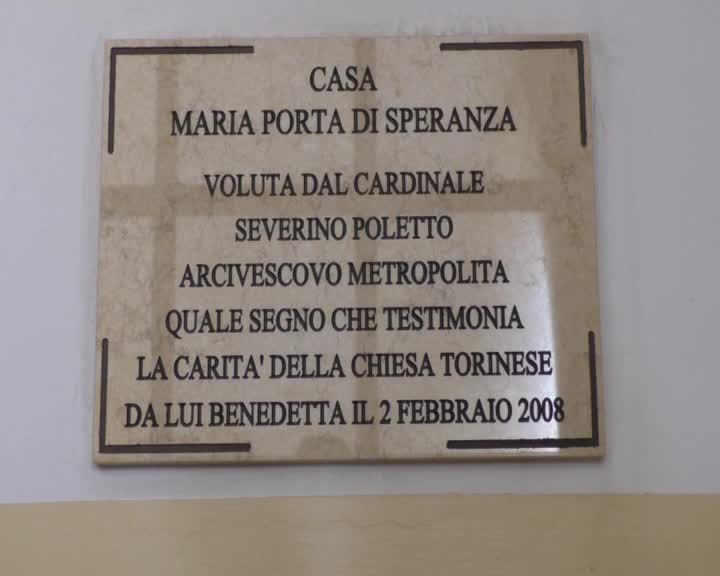 CASA
MARIA PORTA DI SPERANZA
VOLUTA DAL CARDINALE
SEVERINO POLETTO
ARCIVESCOVO METROPOLITA
QUALE SEGNO CHE TESTIMONIA
LA CARITA' DELLA CHIESA TORINESE
DA LUI BENEDETTA IL 2 FEBBRAIO 2008